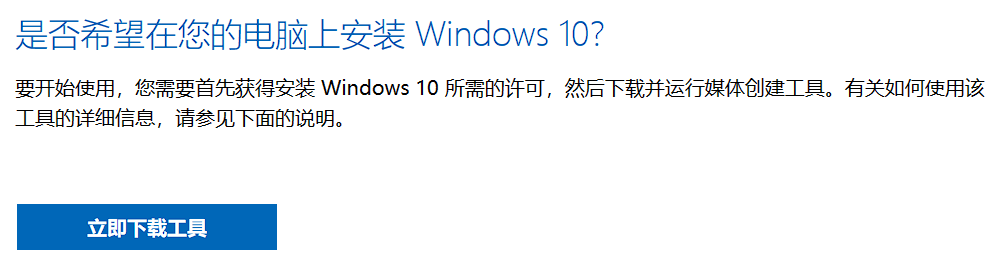 是否希望在您的电脑上安装 Windows 10?
要开始使用，您需要首先获得安装 Windows 10 所需的许可，然后下载并运行媒体创建工具。有关如何使用该
工具的详细信息，请参见下面的说明。
立即下载工具